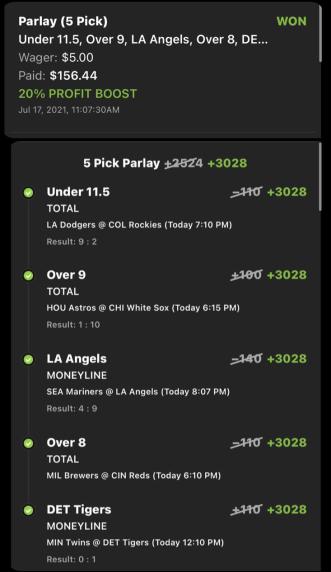 Parlay (5 Pick) WON
Under 11.5, Over 9, LA Angels, Over 8, DE...
Wager: $5.00
Paid: $156.44
20% PROFIT BOOST
Jul 17, 2021, 11:07:30AM
5 Pick Parlay +2524 +3028
Under 11.5 -110 +3028
TOTAL
LA Dodgers @ COL Rockies (Today 7:10 PM)
Result: 9 : 2
Over 9 +100 +3028
TOTAL
HOU Astros @ CHI White Sox (Today 6:15 PM)
Result: 1 : 10
LA Angels -140 +3028
MONEYLINE
SEA Mariners @ LA Angels (Today 8:07 PM)
Result: 4 : 9
Over 8 -110 +3028
TOTAL
MIL Brewers @ CIN Reds (Today 6:10 PM)
DET Tigers +110 +3028
MONEYLINE
MIN Twins @ DET Tigers (Today 12:10 PM)
Result: 0 : 1